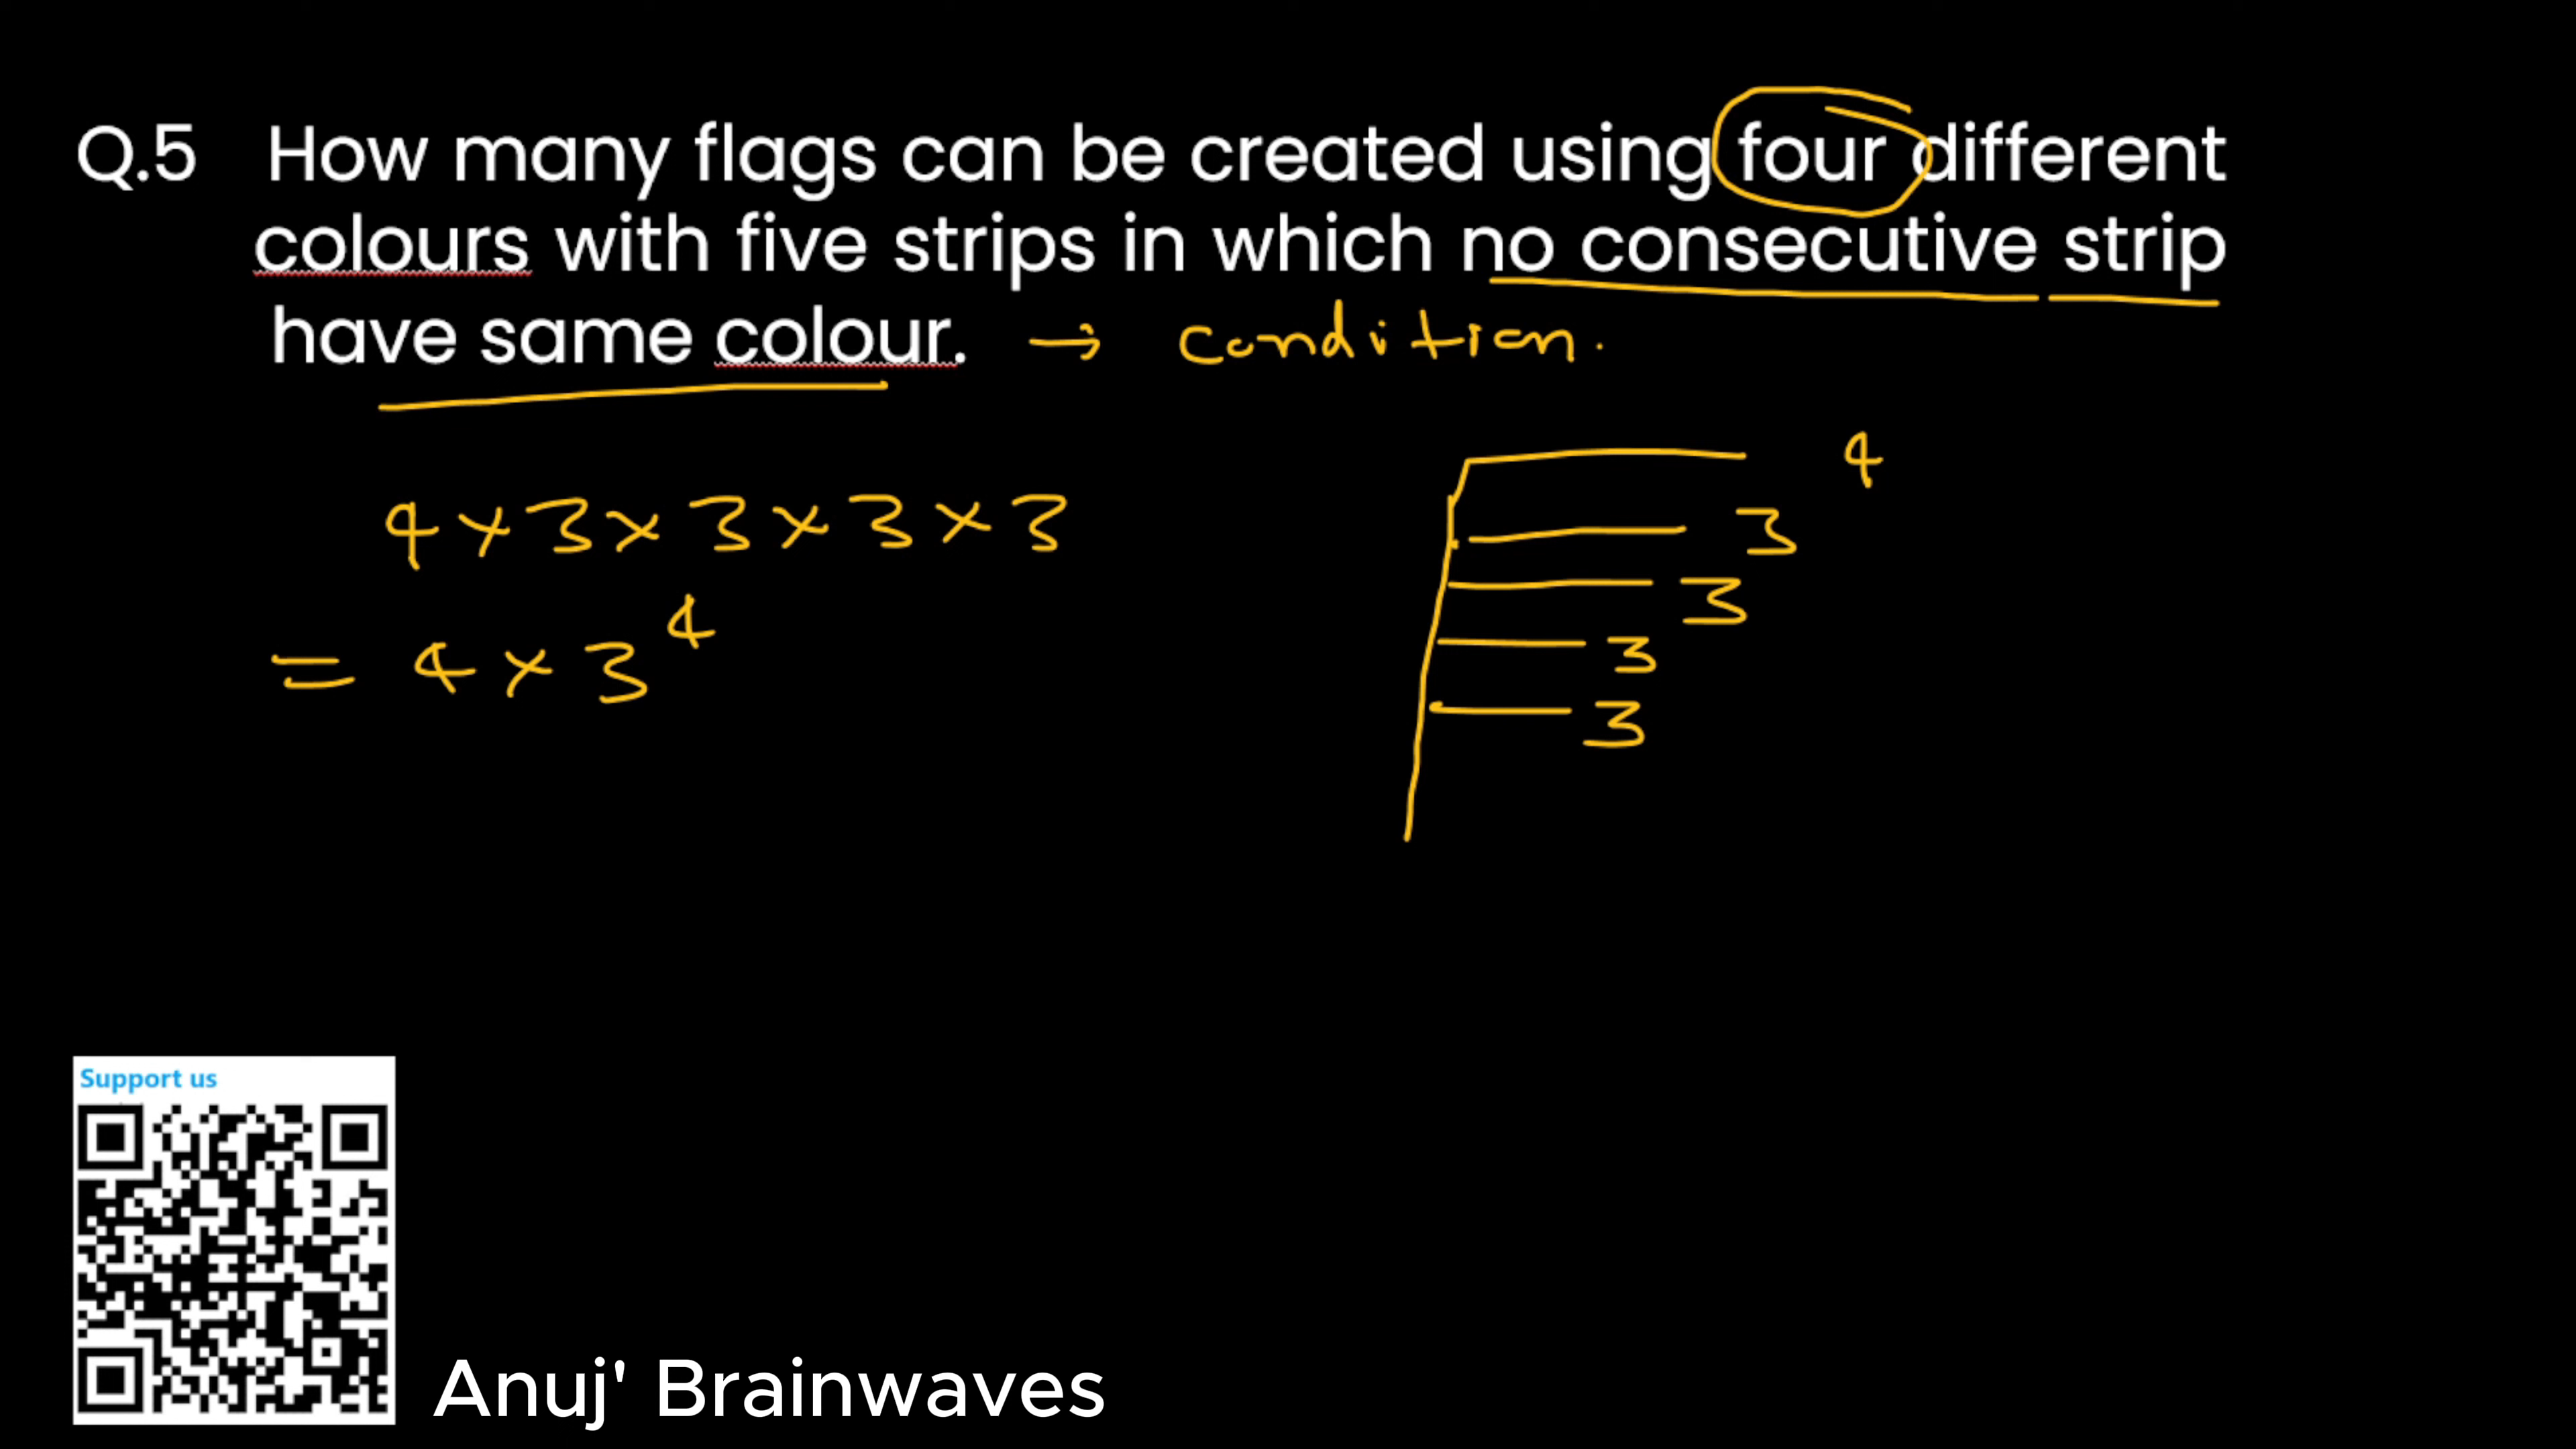 Q.5 How many flags can be created using four different
colours with five strips in which no consecutive strip
have same colour. → condition.
4 × 3 × 3 × 3 × 3
= 4 × 3⁴
4
3
3
3
3
Support us
Anuj' Brainwaves